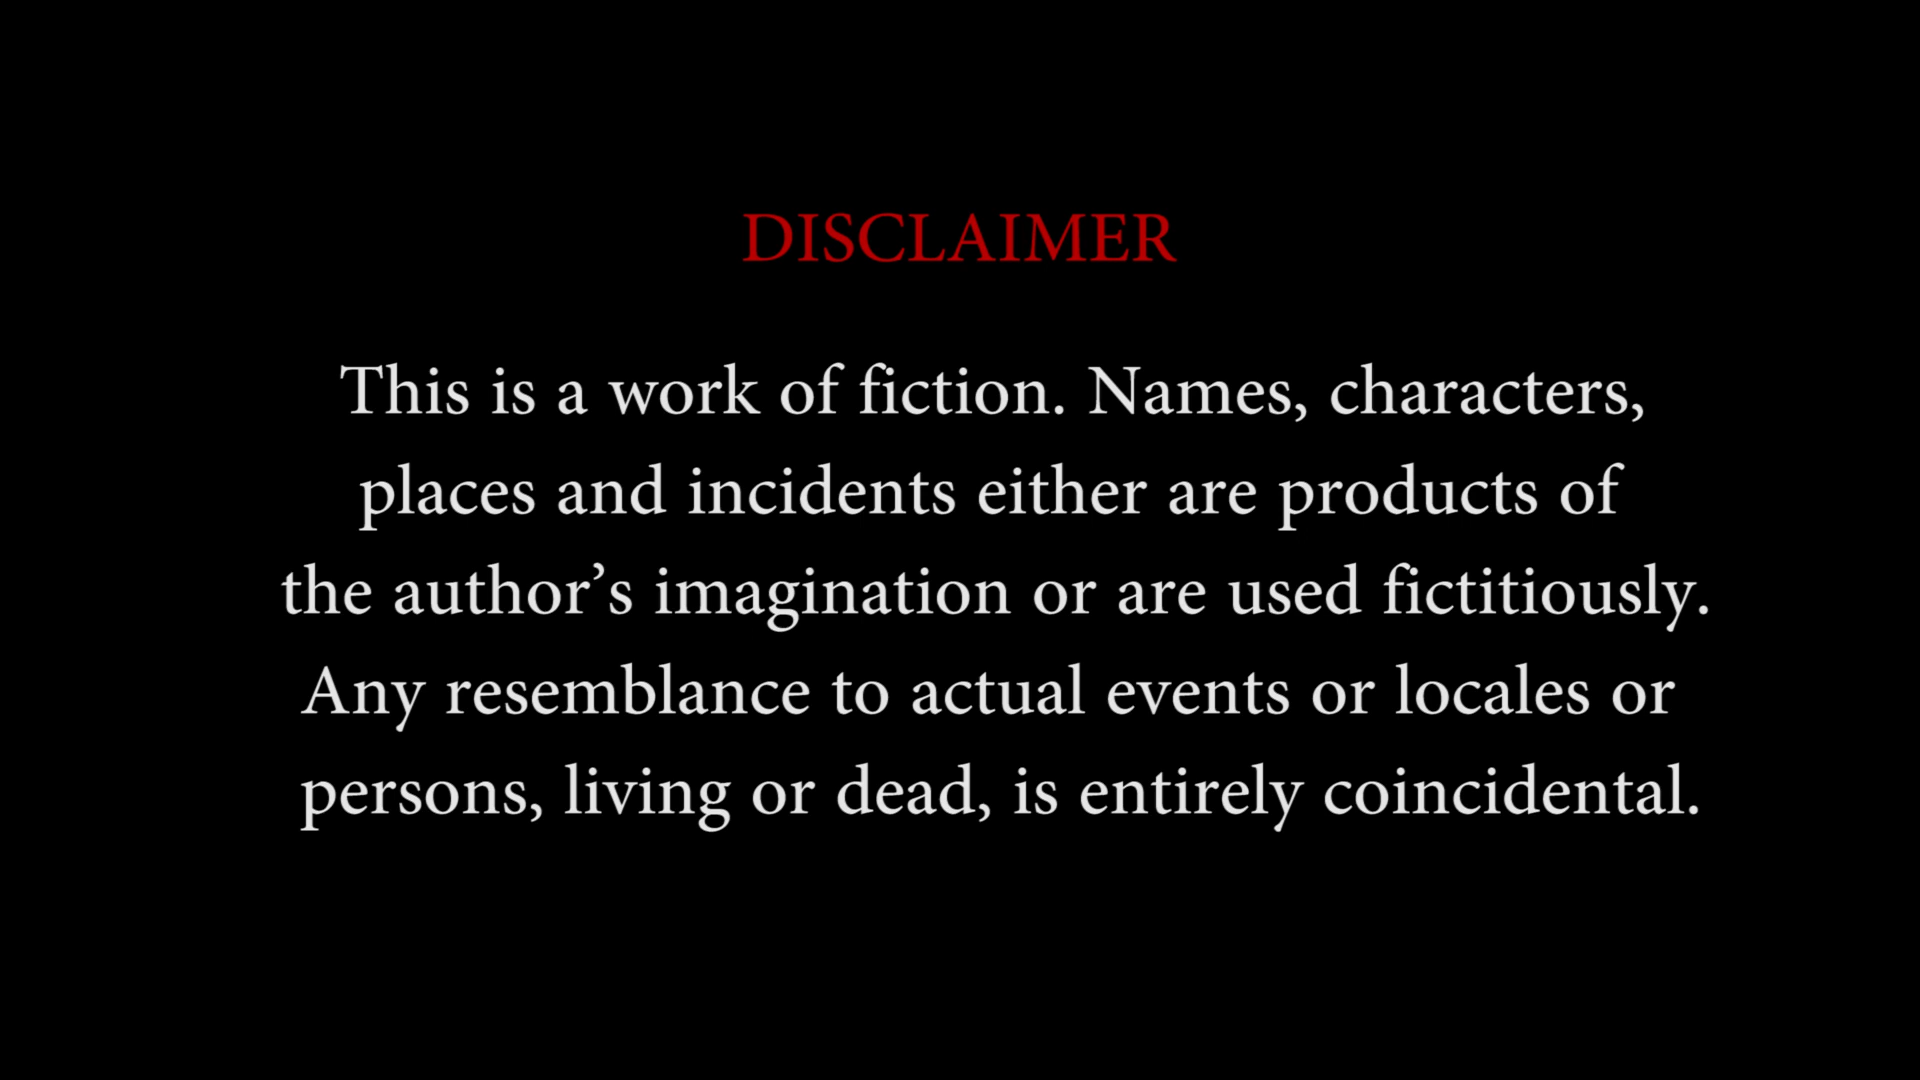 DISCLAIMER
This is a work of fiction. Names, characters,
places and incidents either are products of
the author’s imagination or are used fictitiously.
Any resemblance to actual events or locales or
persons, living or dead, is entirely coincidental.